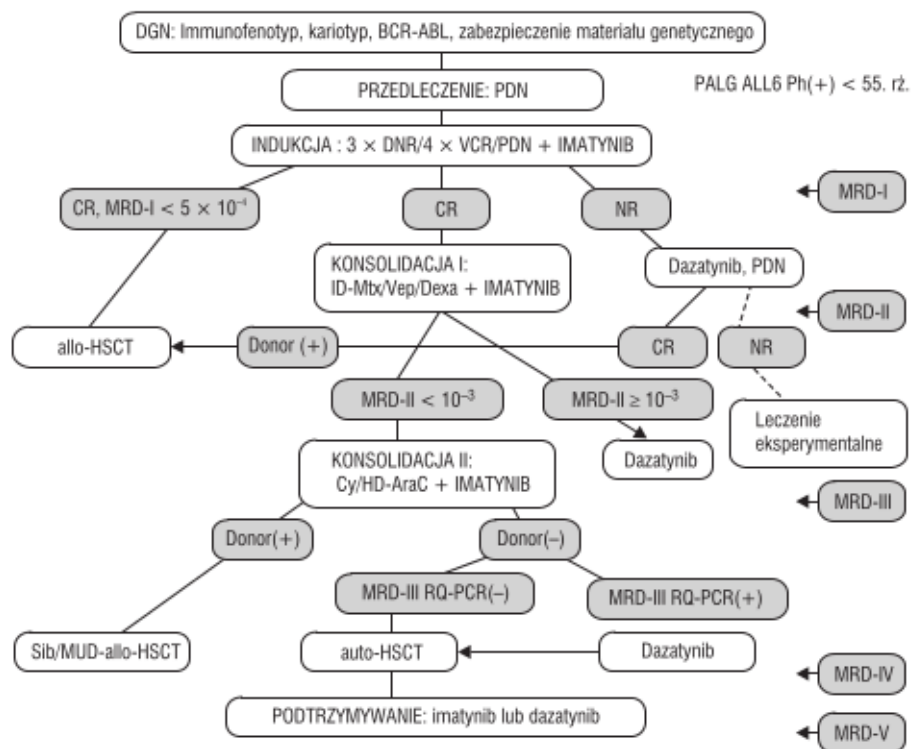 DGN: Immunofenotyp, kariotyp, BCR-ABL, zabezpieczenie materiału genetycznego
PRZEDLECZENIE: PDN
PALG ALL6 Ph(+) < 55. rż.
INDUKCJA : 3 × DNR/4 × VCR/PDN + IMATYNIB
CR, MRD-I < 5 × 10⁻⁴
CR
NR
MRD-I
KONSOLIDACJA I:
ID-Mtx/Vep/Dexa + IMATYNIB
Dazatynib, PDN
MRD-II
allo-HSCT
Donor (+)
CR
NR
MRD-II < 10⁻³
MRD-II ≥ 10⁻³
Leczenie
eksperymentalne
KONSOLIDACJA II:
Cy/HD-AraC + IMATYNIB
Dazatynib
MRD-III
Donor(+)
Donor(–)
MRD-III RQ-PCR(–)
MRD-III RQ-PCR(+)
Sib/MUD-allo-HSCT
auto-HSCT
Dazatynib
MRD-IV
PODTRZYMYWANIE: imatynib lub dazatynib
MRD-V